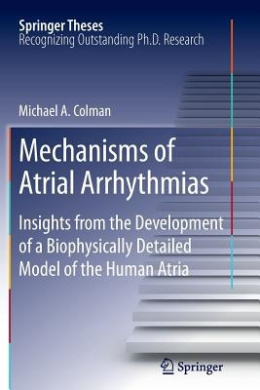 Springer Theses
Recognizing Outstanding Ph.D. Research
Michael A. Colman
Mechanisms of
Atrial Arrhythmias
Insights from the Development
of a Biophysically Detailed
Model of the Human Atria
Springer